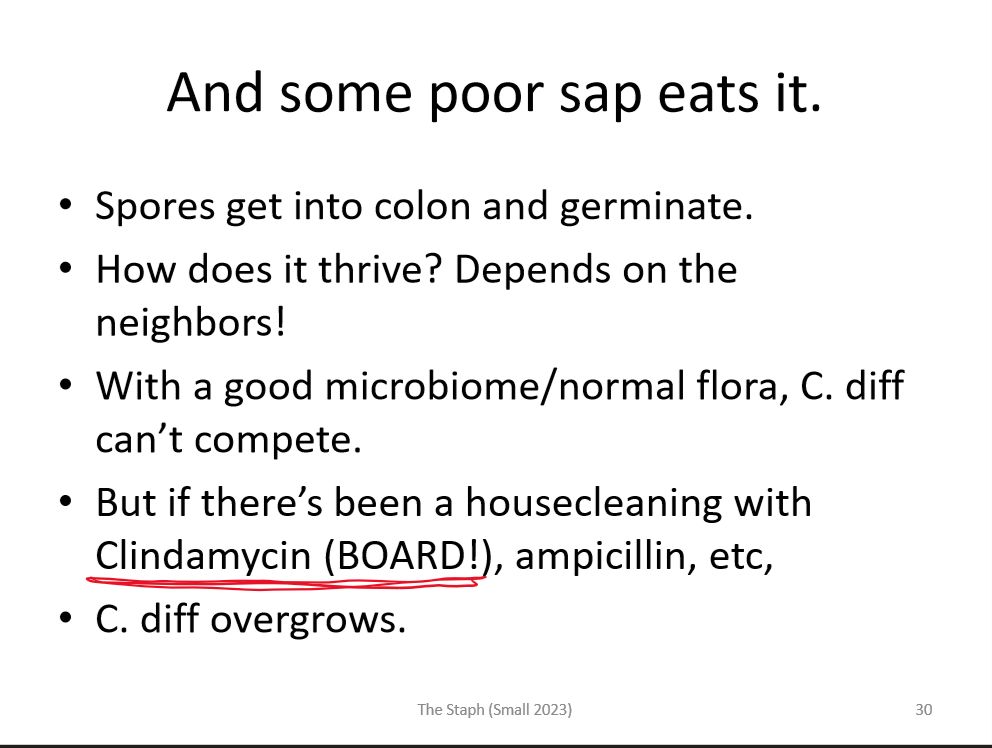 And some poor sap eats it.
• Spores get into colon and germinate.
• How does it thrive? Depends on the
neighbors!
• With a good microbiome/normal flora, C. diff
can’t compete.
• But if there’s been a housecleaning with
Clindamycin (BOARD!), ampicillin, etc,
• C. diff overgrows.
The Staph (Small 2023)
30